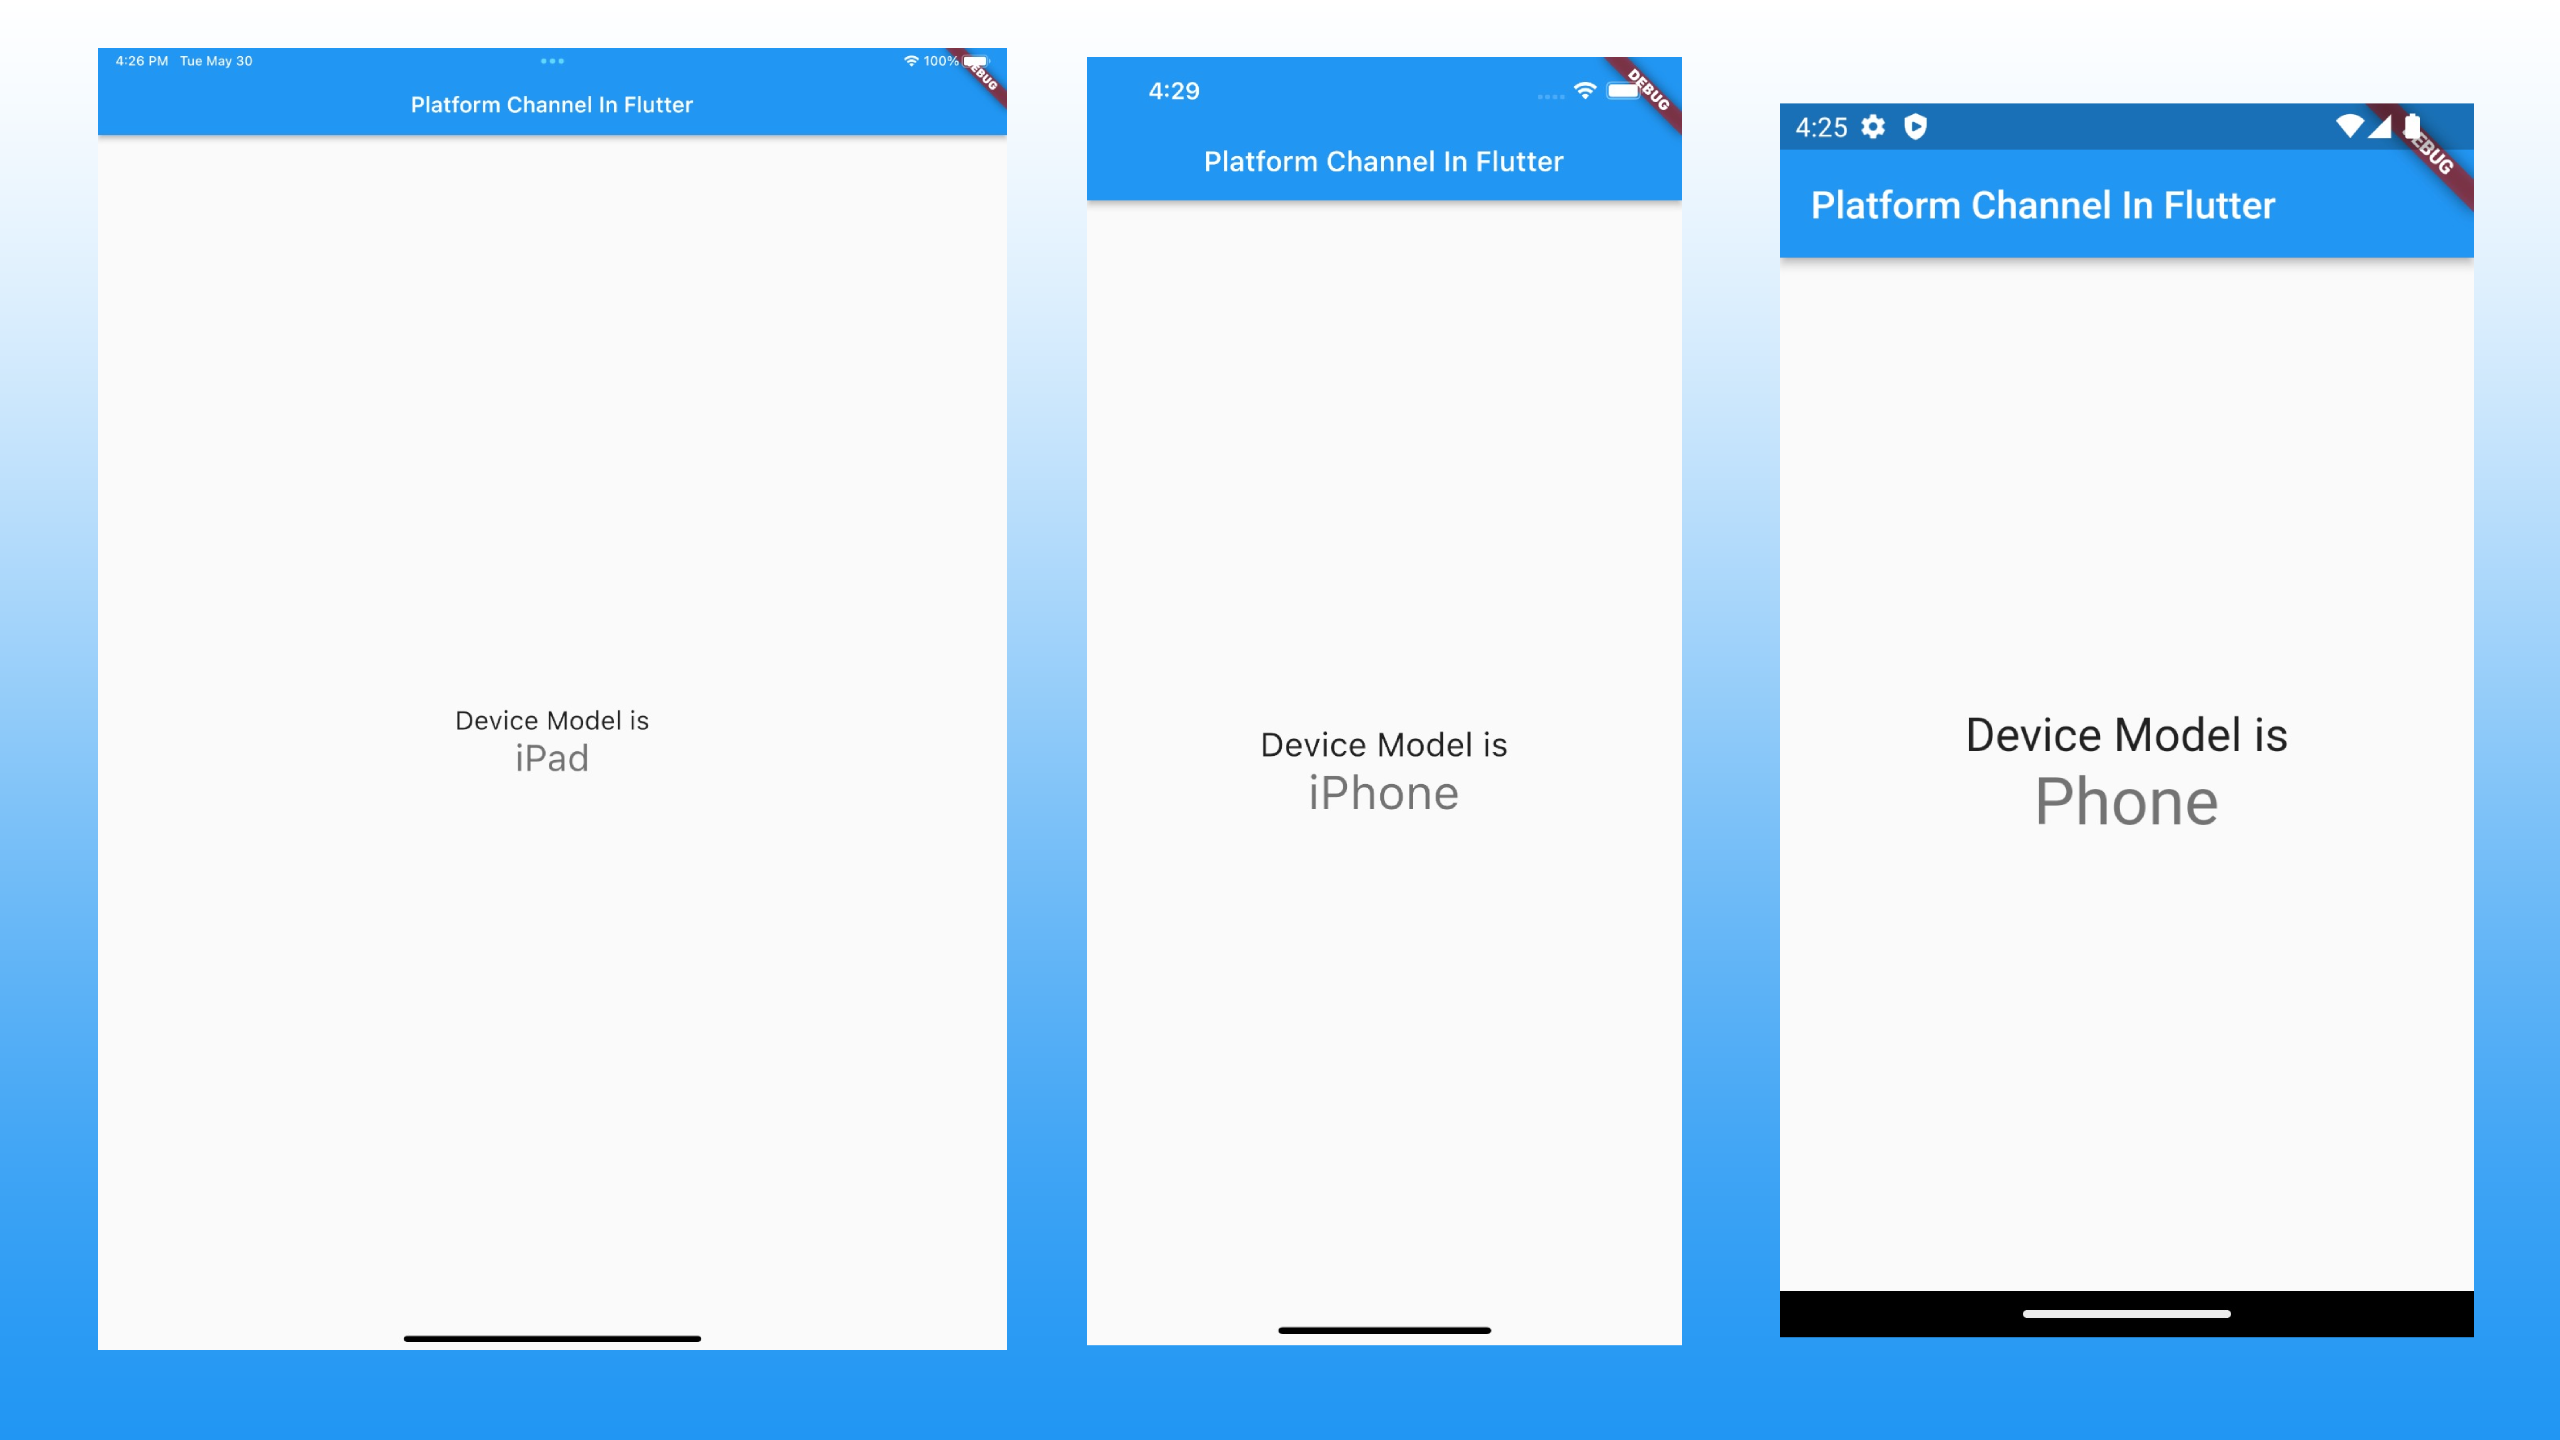 4:26 PM Tue May 30
100%
DEBUG
Platform Channel In Flutter
Device Model is
iPad
4:29
DEBUG
Platform Channel In Flutter
Device Model is
iPhone
4:25
DEBUG
Platform Channel In Flutter
Device Model is
Phone